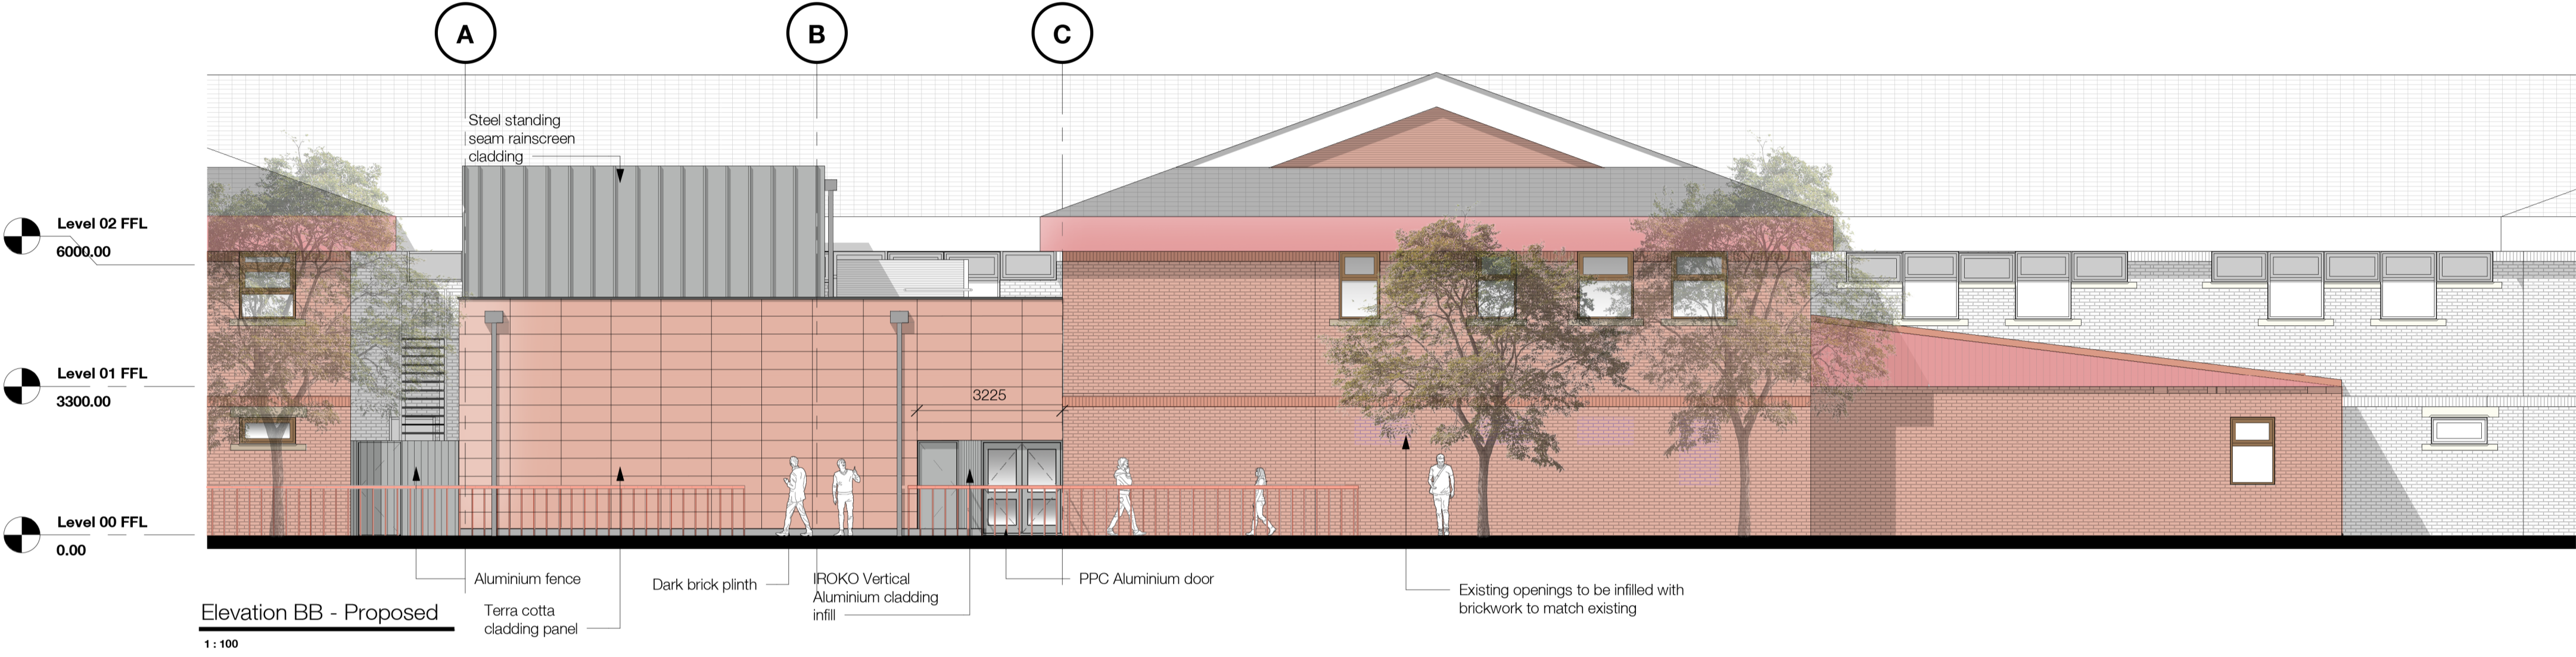 A
B
C
Steel standing
seam rainscreen
cladding
Level 02 FFL
6000.00
Level 01 FFL
3300.00
3225
Level 00 FFL
0.00
Aluminium fence
Dark brick plinth
IROKO Vertical
Aluminium cladding
infill
PPC Aluminium door
Existing openings to be infilled with
brickwork to match existing
Terra cotta
cladding panel
Elevation BB - Proposed
1 : 100